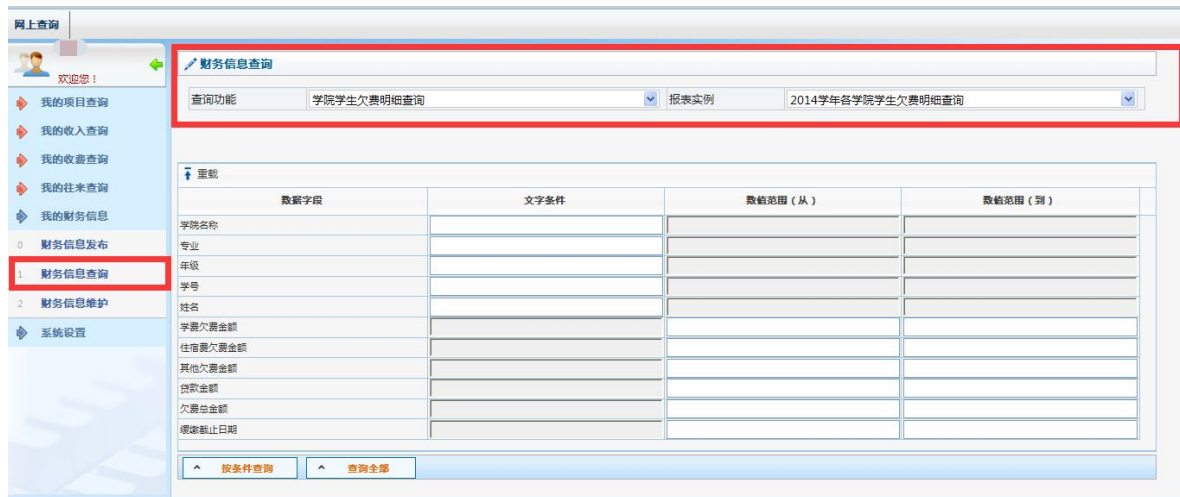 网上查询
欢迎您！
我的项目查询
我的收入查询
我的收费查询
我的往来查询
我的财务信息
0 财务信息发布
1 财务信息查询
2 财务信息维护
系统设置
财务信息查询
查询功能 学院学生欠费明细查询 报表实例 2014学年各学院学生欠费明细查询
重载
数据字段 文字条件 数值范围（从） 数值范围（到）
学院名称
专业
年级
学号
姓名
学费欠费金额
住宿费欠费金额
其他欠费金额
贷款金额
欠费总金额
缓缴截止日期
按条件查询 查询全部